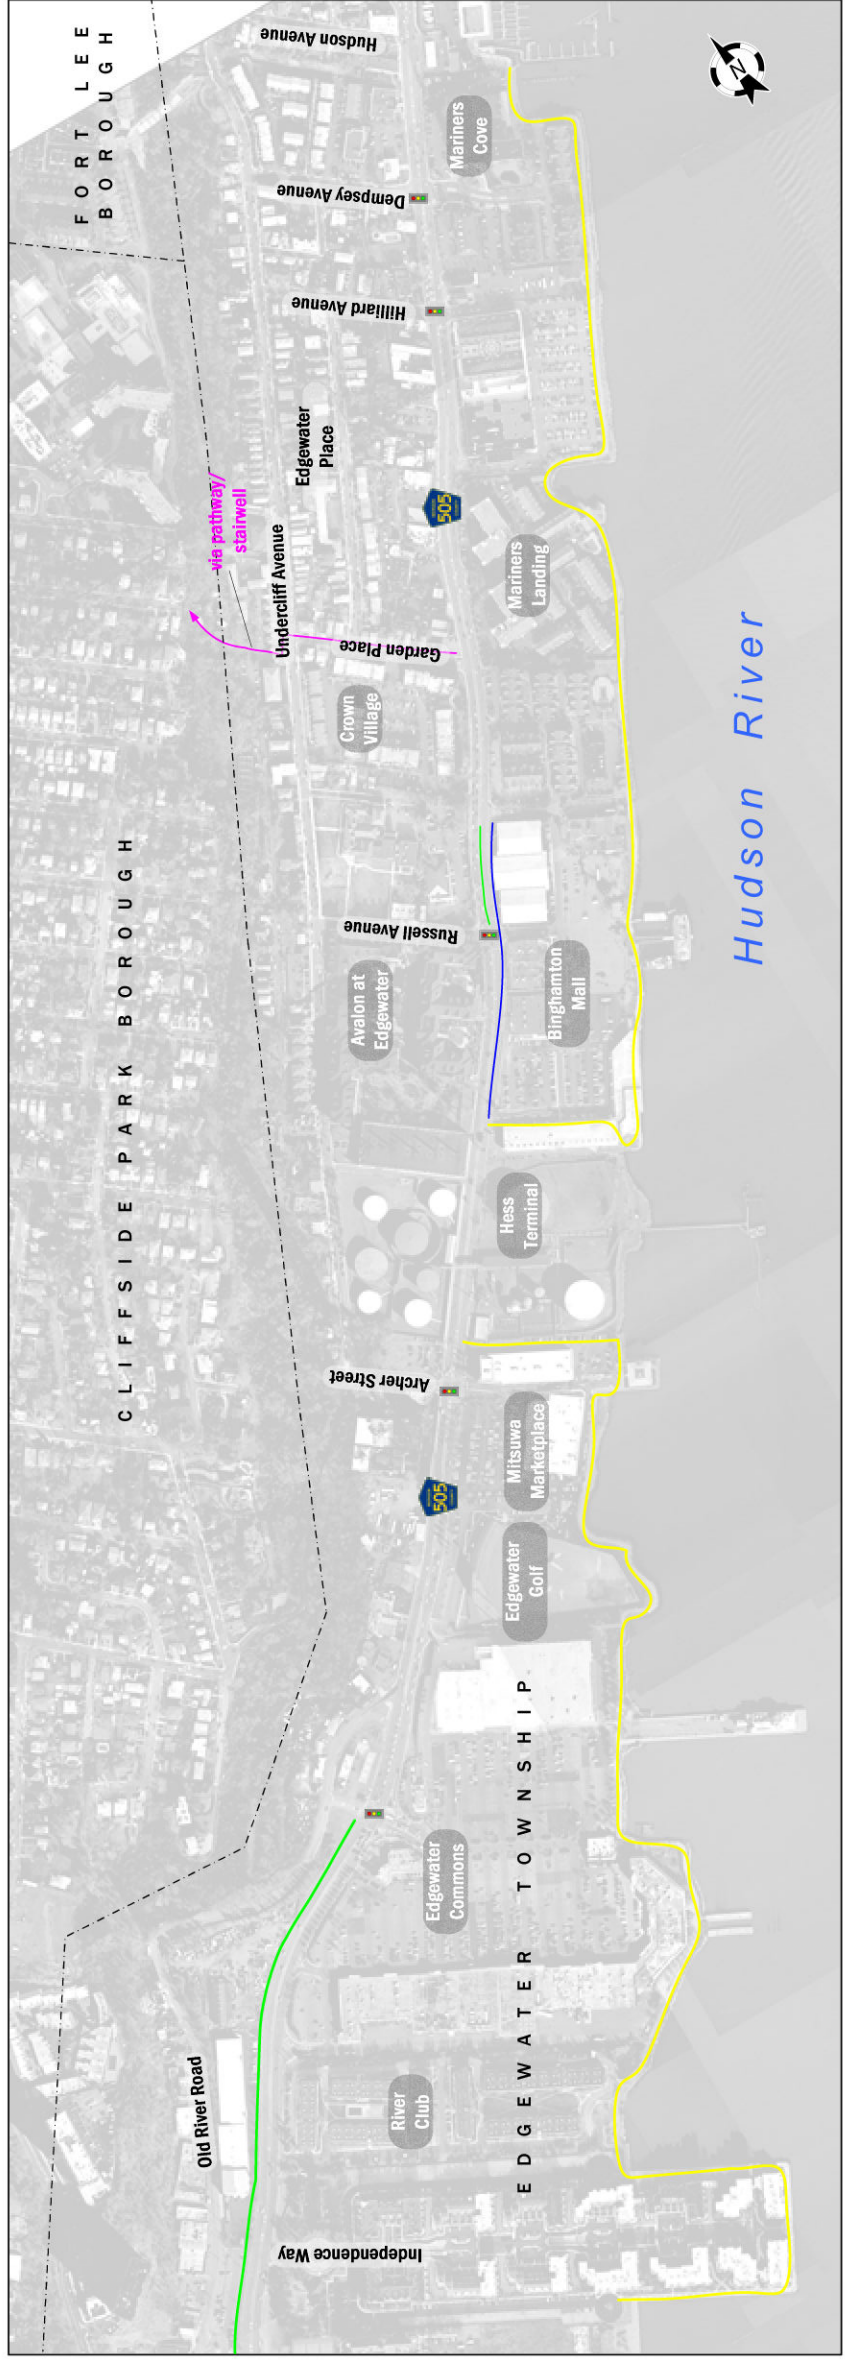 FORT LEE
BOROUGH
Hudson Avenue
Mariners
Cove
N
Dempsey Avenue
Hilliard Avenue
Edgewater
Place
via pathway/
stairwell
505
Undercliff Avenue
Mariners
Landing
Garden Place
Crown
Village
Hudson River
CLIFFSIDE PARK BOROUGH
Russell Avenue
Avalon at
Edgewater
Binghamton
Mall
Hess
Terminal
Archer Street
Mitsuwa
Marketplace
505
Edgewater
Golf
EDGEWATER TOWNSHIP
Edgewater
Commons
Old River Road
River
Club
Independence Way